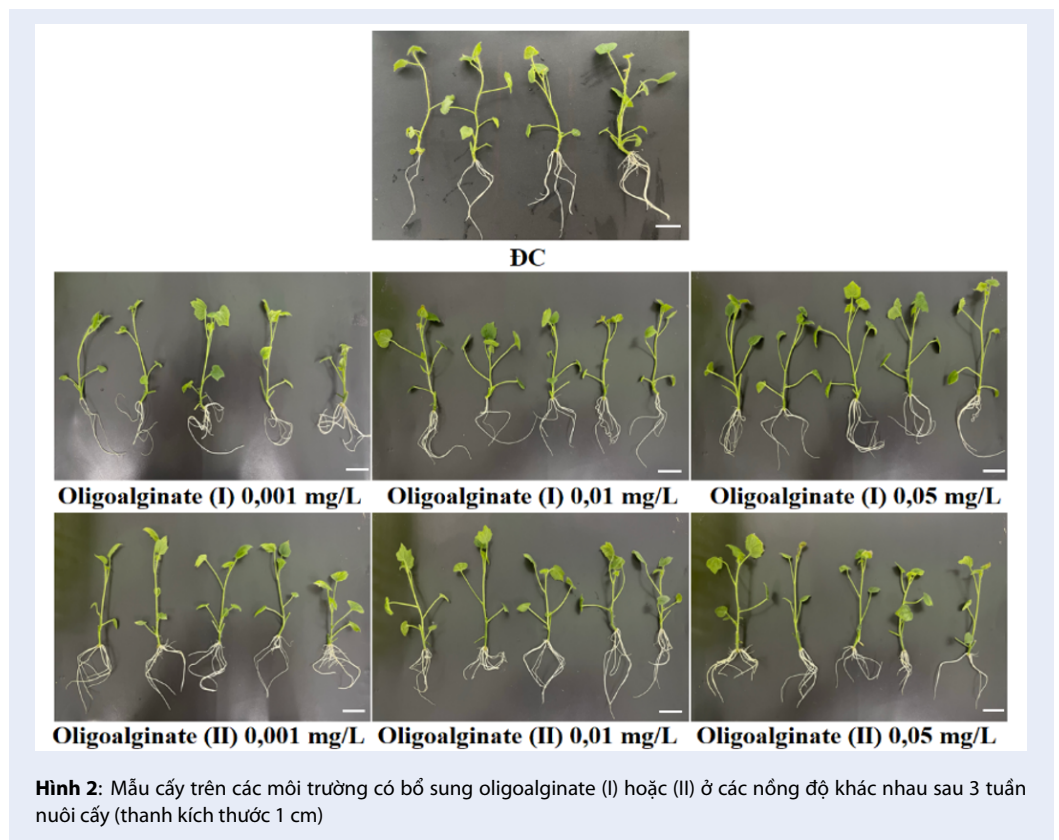 ĐC
Oligoalginate (I) 0,001 mg/L
Oligoalginate (I) 0,01 mg/L
Oligoalginate (I) 0,05 mg/L
Oligoalginate (II) 0,001 mg/L
Oligoalginate (II) 0,01 mg/L
Oligoalginate (II) 0,05 mg/L
Hình 2: Mẫu cấy trên các môi trường có bổ sung oligoalginate (I) hoặc (II) ở các nồng độ khác nhau sau 3 tuần
nuôi cấy (thanh kích thước 1 cm)